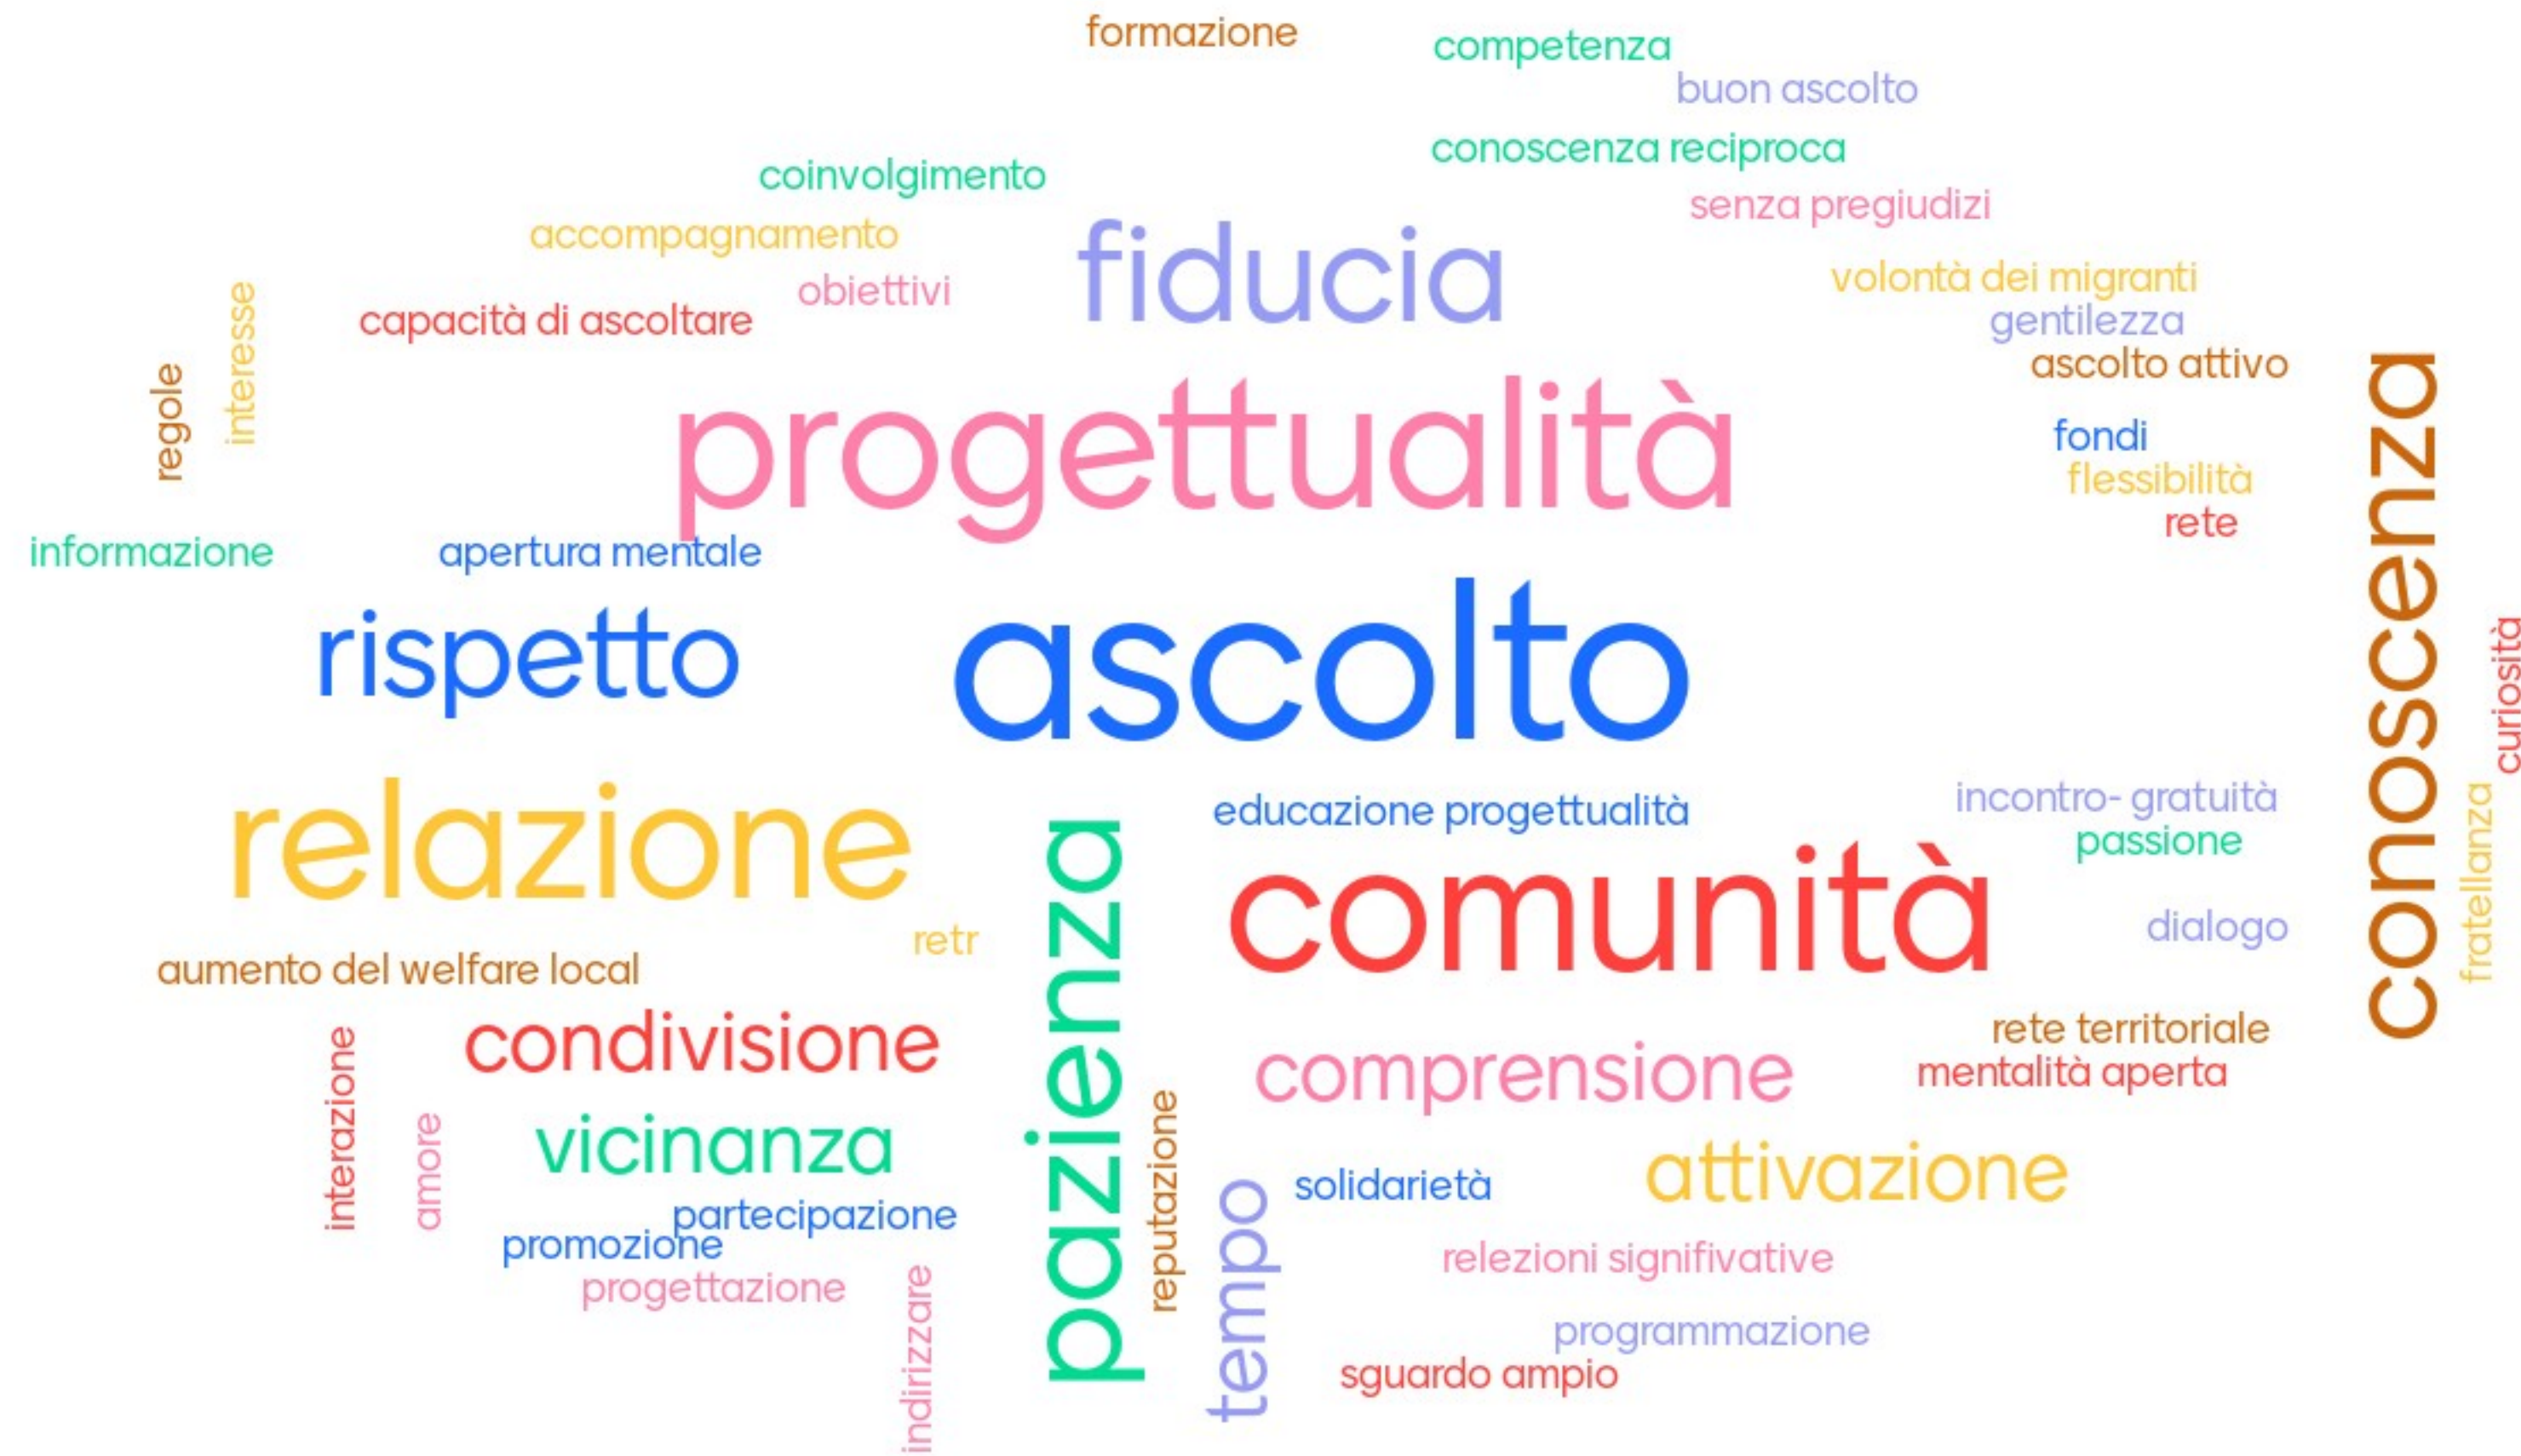 formazione
competenza
buon ascolto
conoscenza reciproca
coinvolgimento
senza pregiudizi
accompagnamento
fiducia
obiettivi
volontà dei migranti
capacità di ascoltare
gentilezza
interesse
ascolto attivo
regole
progettualità
fondi
flessibilità
rete
conoscenza
informazione
apertura mentale
rispetto
ascolto
curiosità
relazione
educazione progettualità
incontro- gratuità
passione
comunità
fratellanza
dialogo
retr
aumento del welfare local
pazienza
condivisione
rete territoriale
comprensione
mentalità aperta
interazione
amore
vicinanza
reputazione
attivazione
solidarietà
tempo
partecipazione
promozione
relezioni signifivative
progettazione
indirizzare
programmazione
sguardo ampio